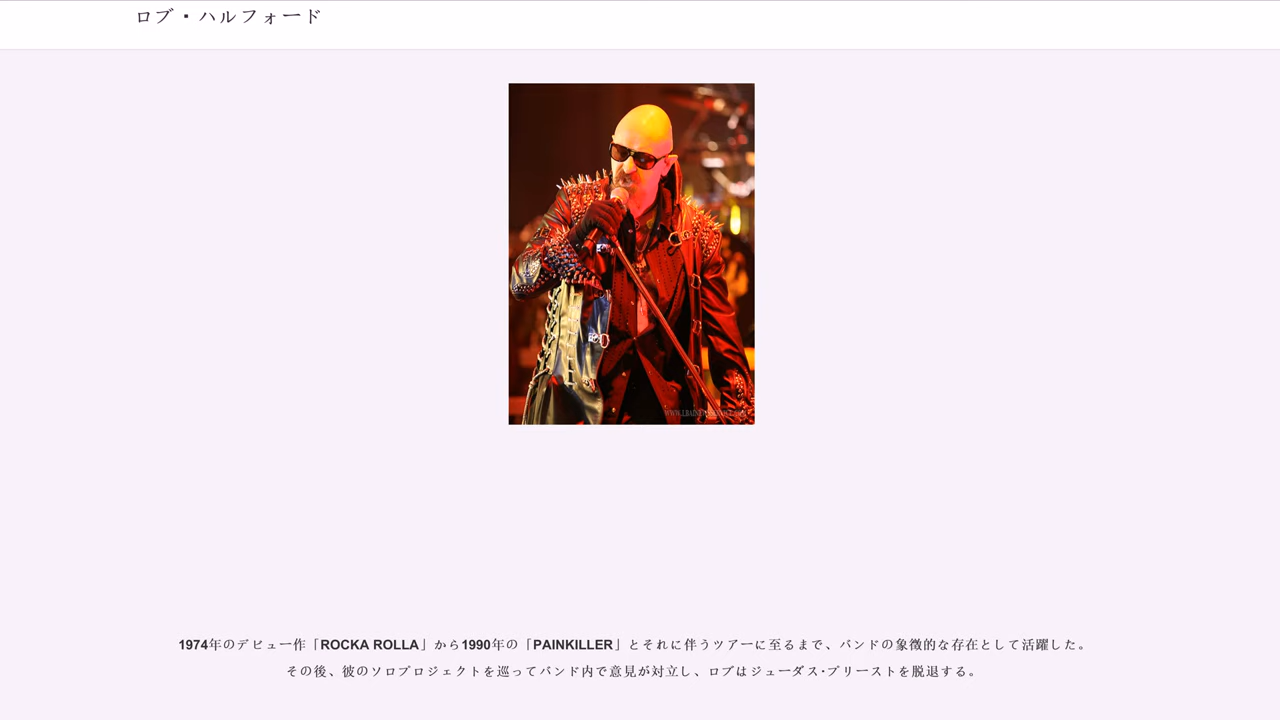 ロブ・ハルフォード
1974年のデビュー作「ROCKA ROLLA」から1990年の「PAINKILLER」とそれに伴うツアーに至るまで、バンドの象徴的な存在として活躍した。
その後、彼のソロプロジェクトを巡ってバンド内で意見が対立し、ロブはジューダス・プリーストを脱退する。